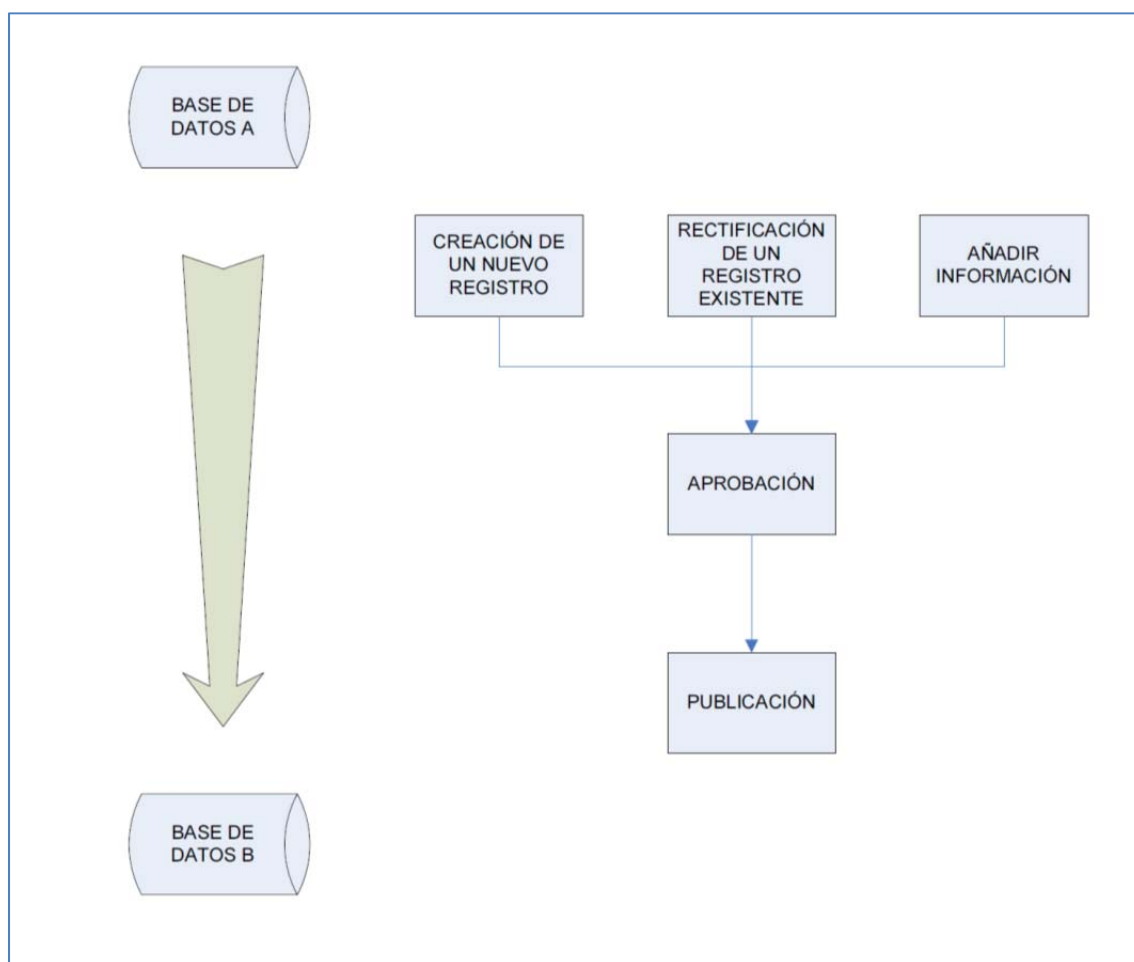 BASE DE
DATOS A
CREACIÓN DE
UN NUEVO
REGISTRO
RECTIFICACIÓN
DE UN
REGISTRO
EXISTENTE
AÑADIR
INFORMACIÓN
APROBACIÓN
PUBLICACIÓN
BASE DE
DATOS B